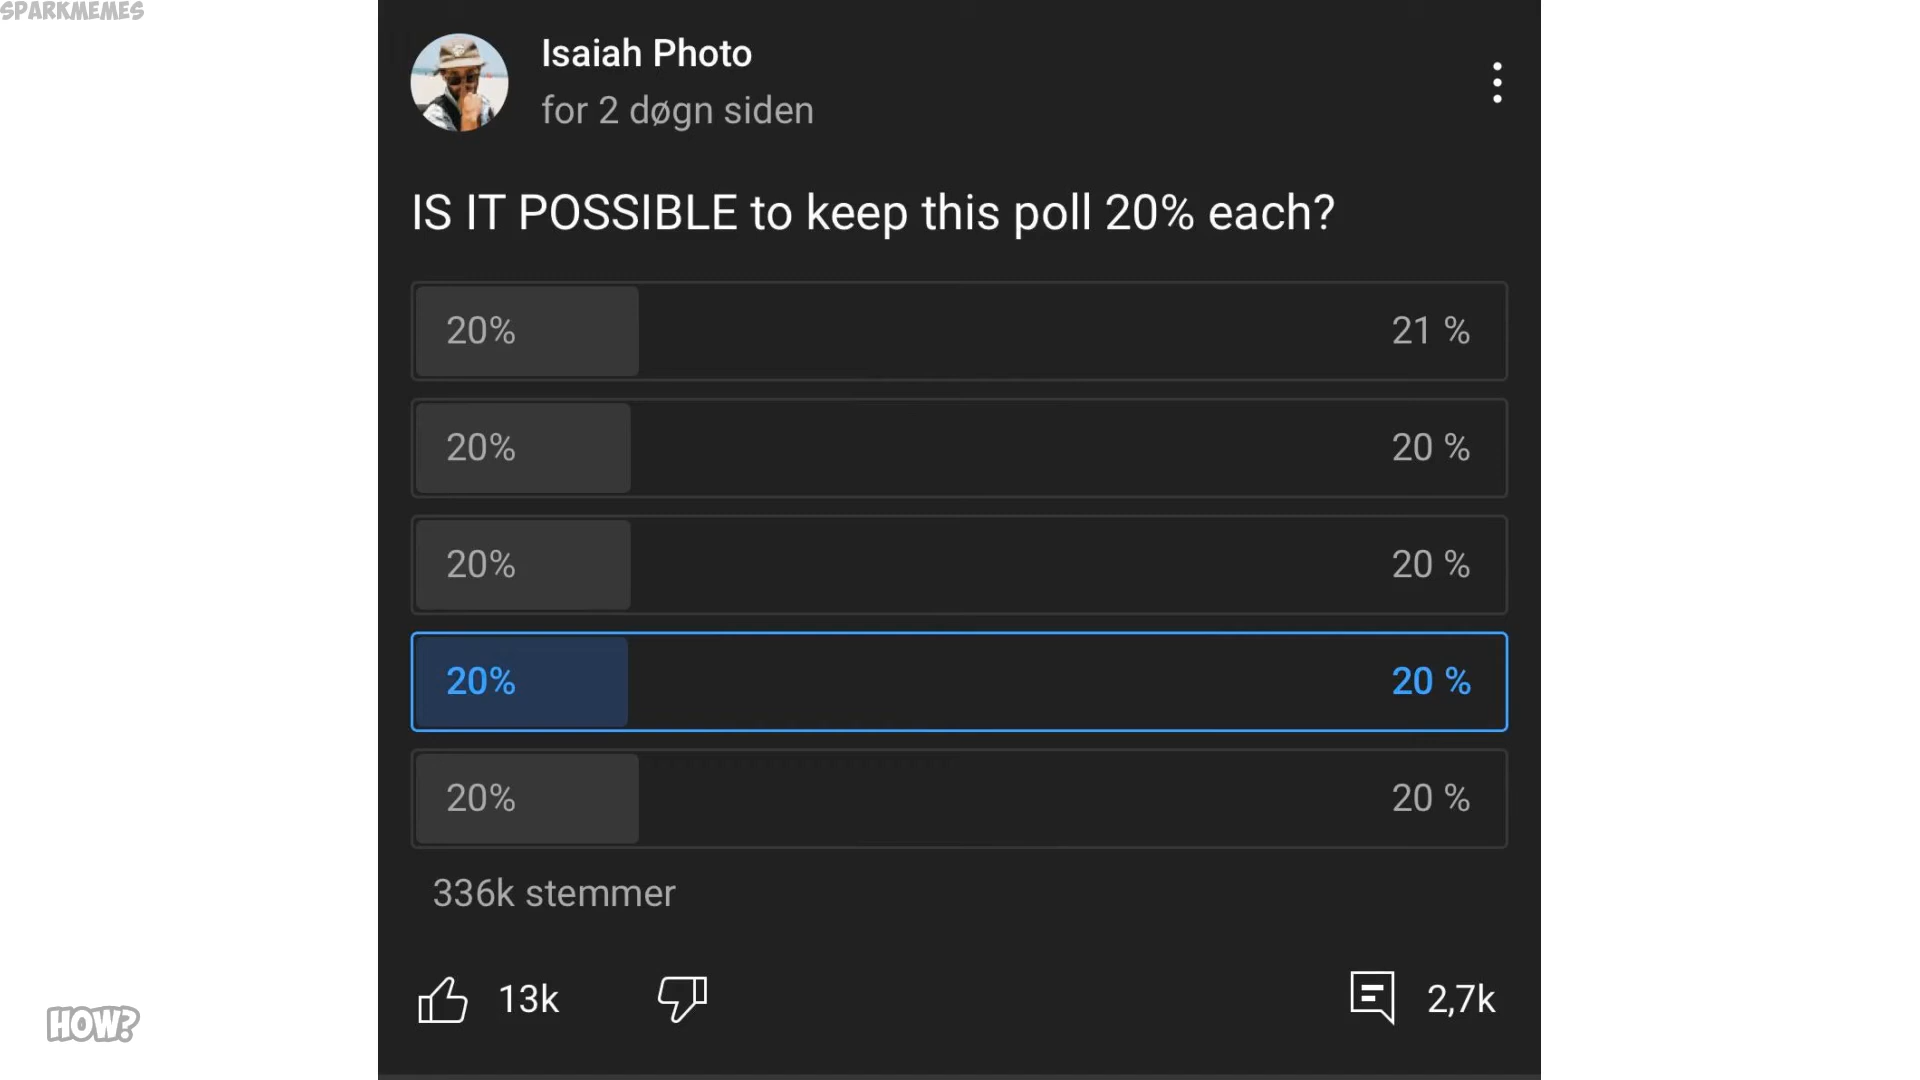 SPARKMEMES
Isaiah Photo
for 2 døgn siden
IS IT POSSIBLE to keep this poll 20% each?
20% 21 %
20% 20 %
20% 20 %
20% 20 %
20% 20 %
336k stemmer
13k 2,7k
HOW?